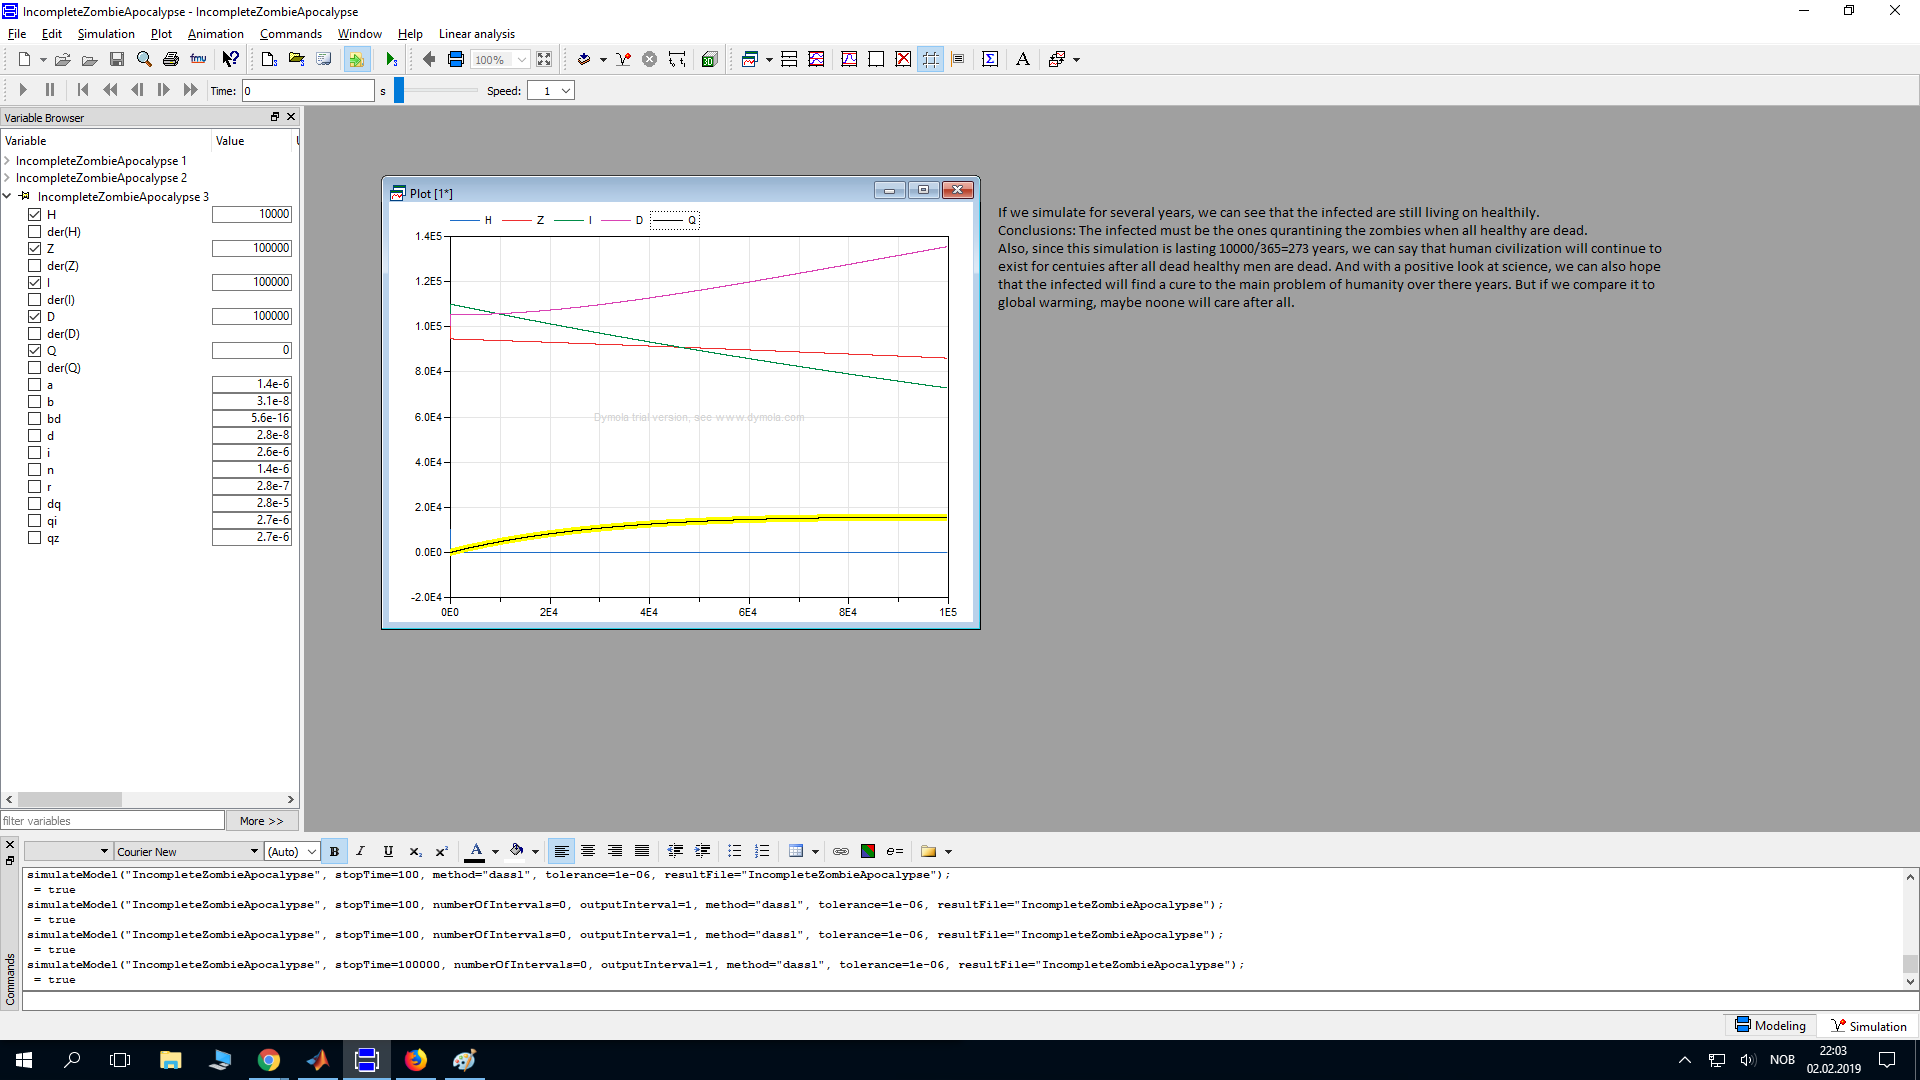 IncompleteZombieApocalypse - IncompleteZombieApocalypse
File Edit Simulation Plot Animation Commands Window Help Linear analysis
fmu 100% 3D Σ A
Time: 0 s Speed: 1
Variable Browser
Variable Value
IncompleteZombieApocalypse 1
IncompleteZombieApocalypse 2
IncompleteZombieApocalypse 3
H 10000
der(H)
Z 100000
der(Z)
I 100000
der(I)
D 100000
der(D)
Q 0
der(Q)
a 1.4e-6
b 3.1e-8
bd 5.6e-16
d 2.8e-8
i 2.6e-6
n 1.4e-6
r 2.8e-7
dq 2.8e-5
qi 2.7e-6
qz 2.7e-6
filter variables More >>
Plot [1*]
H Z I D Q
1.4E5
1.2E5
1.0E5
8.0E4
6.0E4
4.0E4
2.0E4
0.0E0
-2.0E4
0E0 2E4 4E4 6E4 8E4 1E5
Dymola trial version, see www.dymola.com
If we simulate for several years, we can see that the infected are still living on healthily.
Conclusions: The infected must be the ones qurantining the zombies when all healthy are dead.
Also, since this simulation is lasting 10000/365=273 years, we can say that human civilization will continue to
exist for centuies after all dead healthy men are dead. And with a positive look at science, we can also hope
that the infected will find a cure to the main problem of humanity over there years. But if we compare it to
global warming, maybe noone will care after all.
Courier New (Auto) B I U x₂ x² A e=
simulateModel("IncompleteZombieApocalypse", stopTime=100, method="dassl", tolerance=1e-06, resultFile="IncompleteZombieApocalypse");
= true
simulateModel("IncompleteZombieApocalypse", stopTime=100, numberOfIntervals=0, outputInterval=1, method="dassl", tolerance=1e-06, resultFile="IncompleteZombieApocalypse");
= true
simulateModel("IncompleteZombieApocalypse", stopTime=100, numberOfIntervals=0, outputInterval=1, method="dassl", tolerance=1e-06, resultFile="IncompleteZombieApocalypse");
= true
simulateModel("IncompleteZombieApocalypse", stopTime=100000, numberOfIntervals=0, outputInterval=1, method="dassl", tolerance=1e-06, resultFile="IncompleteZombieApocalypse");
= true
Commands
Modeling Simulation
NOB
22:03
02.02.2019